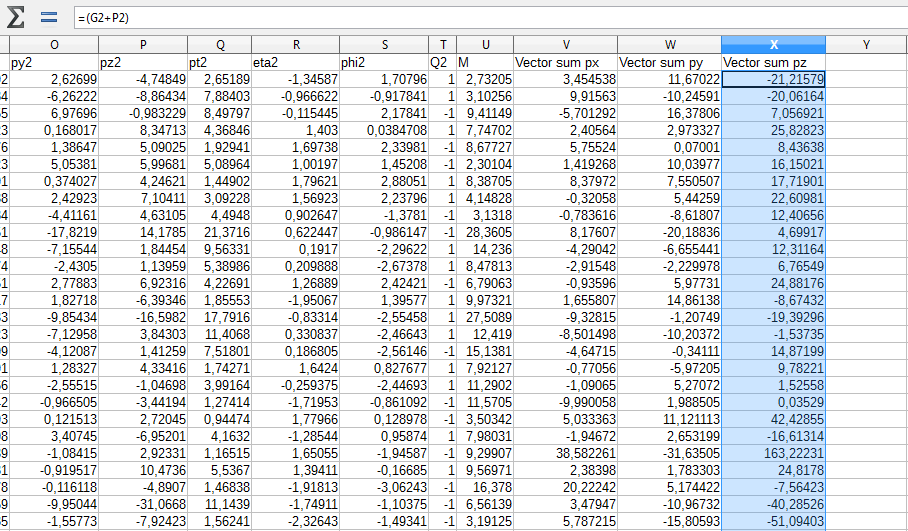 =(G2+P2)
O P Q R S T U V W X Y
py2 pz2 pt2 eta2 phi2 Q2 M Vector sum px Vector sum py Vector sum pz
2 2,62699 -4,74849 2,65189 -1,34587 1,70796 1 2,73205 3,454538 11,67022 -21,21579
4 -6,26222 -8,86434 7,88403 -0,966622 -0,917841 1 3,10256 9,91563 -10,24591 -20,06164
5 6,97696 -0,983229 8,49797 -0,115445 2,17841 -1 9,41149 -5,701292 16,37806 7,056921
3 0,168017 8,34713 4,36846 1,403 0,0384708 1 7,74702 2,40564 2,973327 25,82823
6 1,38647 5,09025 1,92941 1,69738 2,33981 -1 8,67727 5,75524 0,07001 8,43638
3 5,05381 5,99681 5,08964 1,00197 1,45208 -1 2,30104 1,419268 10,03977 16,15021
1 0,374027 4,24621 1,44902 1,79621 2,88051 1 8,38705 8,37972 7,550507 17,71901
8 2,42923 7,10411 3,09228 1,56923 2,23796 1 4,14828 -0,32058 5,44259 22,60981
4 -4,41161 4,63105 4,4948 0,902647 -1,3781 -1 3,1318 -0,783616 -8,61807 12,40656
1 -17,8219 14,1785 21,3716 0,622447 -0,986147 -1 28,3605 8,17607 -20,18836 4,69917
8 -7,15544 1,84454 9,56331 0,1917 -2,29622 1 14,236 -4,29042 -6,655441 12,31164
4 -2,4305 1,13959 5,38986 0,209888 -2,67378 1 8,47813 -2,91548 -2,229978 6,76549
1 2,77883 6,92316 4,22691 1,26889 2,42421 -1 6,79063 -0,93596 5,97731 24,88176
7 1,82718 -6,39346 1,85553 -1,95067 1,39577 1 9,97321 1,655807 14,86138 -8,67432
3 -9,85434 -16,5982 17,7916 -0,83314 -2,55458 1 27,5089 -9,32815 -1,20749 -19,39296
3 -7,12958 3,84303 11,4068 0,330837 -2,46643 1 12,419 -8,501498 -10,20372 -1,53735
9 -4,12087 1,41259 7,51801 0,186805 -2,56146 -1 15,1381 -4,64715 -0,34111 14,87199
1 1,28327 4,33416 1,74271 1,6424 0,827677 1 7,92127 -0,77056 -5,97205 9,78221
6 -2,55515 -1,04698 3,99164 -0,259375 -2,44693 1 11,2902 -1,09065 5,27072 1,52558
2 -0,966505 -3,44194 1,27414 -1,71953 -0,861092 -1 11,5705 -9,990058 1,988505 0,03529
3 0,121513 2,72045 0,94474 1,77966 0,128978 -1 3,50342 5,033363 11,121113 42,42855
8 3,40745 -6,95201 4,1632 -1,28544 0,95874 1 7,98031 -1,94672 2,653199 -16,61314
9 -1,08415 2,92331 1,16515 1,65055 -1,94587 -1 9,29907 38,582261 -31,63505 163,22231
1 -0,919517 10,4736 5,5367 1,39411 -0,16685 1 9,56971 2,38398 1,783303 24,8178
8 -0,116118 -4,8907 1,46838 -1,91813 -3,06243 -1 16,378 20,22242 5,174422 -7,56423
9 -9,95044 -31,0668 11,1439 -1,74911 -1,10375 -1 6,56139 3,47947 -10,96732 -40,28526
5 -1,55773 -7,92423 1,56241 -2,32643 -1,49341 -1 3,19125 5,787215 -15,80593 -51,09403